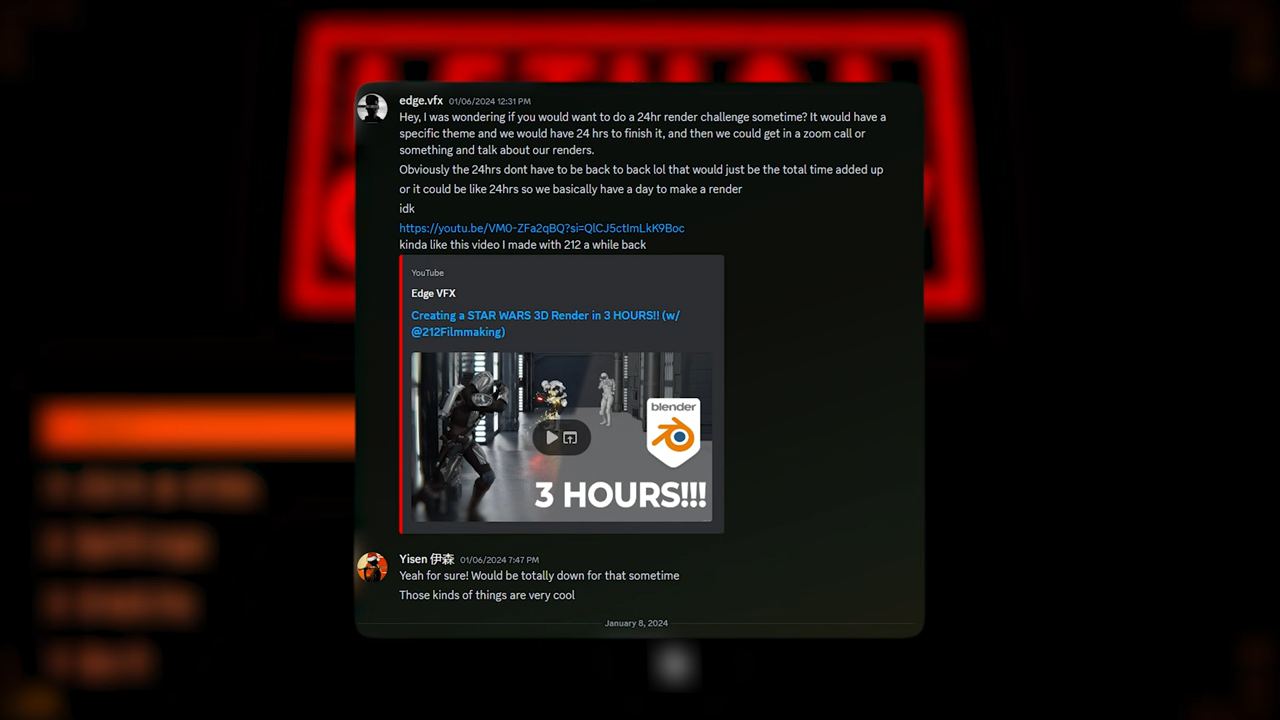 edge.vfx 01/06/2024 12:31 PM
Hey, I was wondering if you would want to do a 24hr render challenge sometime? It would have a
specific theme and we would have 24 hrs to finish it, and then we could get in a zoom call or
something and talk about our renders.
Obviously the 24hrs dont have to be back to back lol that would just be the total time added up
or it could be like 24hrs so we basically have a day to make a render
idk
https://youtu.be/VM0-ZFa2qBQ?si=QlCJ5ctImLkK9Boc
kinda like this video I made with 212 a while back
YouTube
Edge VFX
Creating a STAR WARS 3D Render in 3 HOURS!! (w/
@212Filmmaking)
blender
3 HOURS!!!
Yisen 伊森 01/06/2024 7:47 PM
Yeah for sure! Would be totally down for that sometime
Those kinds of things are very cool
January 8, 2024